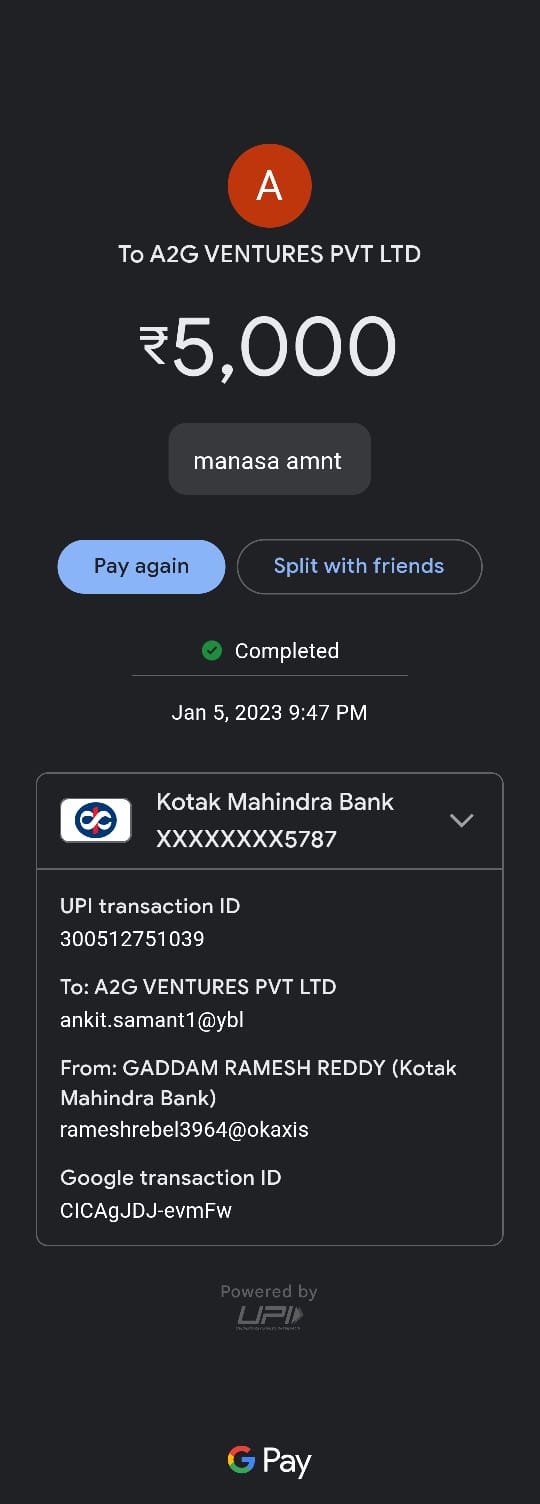 A
To A2G VENTURES PVT LTD
₹5,000
manasa amnt
Pay again
Split with friends
Completed
Jan 5, 2023 9:47 PM
Kotak Mahindra Bank
XXXXXXXX5787
UPI transaction ID
300512751039
To: A2G VENTURES PVT LTD
ankit.samant1@ybl
From: GADDAM RAMESH REDDY (Kotak
Mahindra Bank)
rameshrebel3964@okaxis
Google transaction ID
CICAgJDJ-evmFw
Powered by
UPI
G Pay